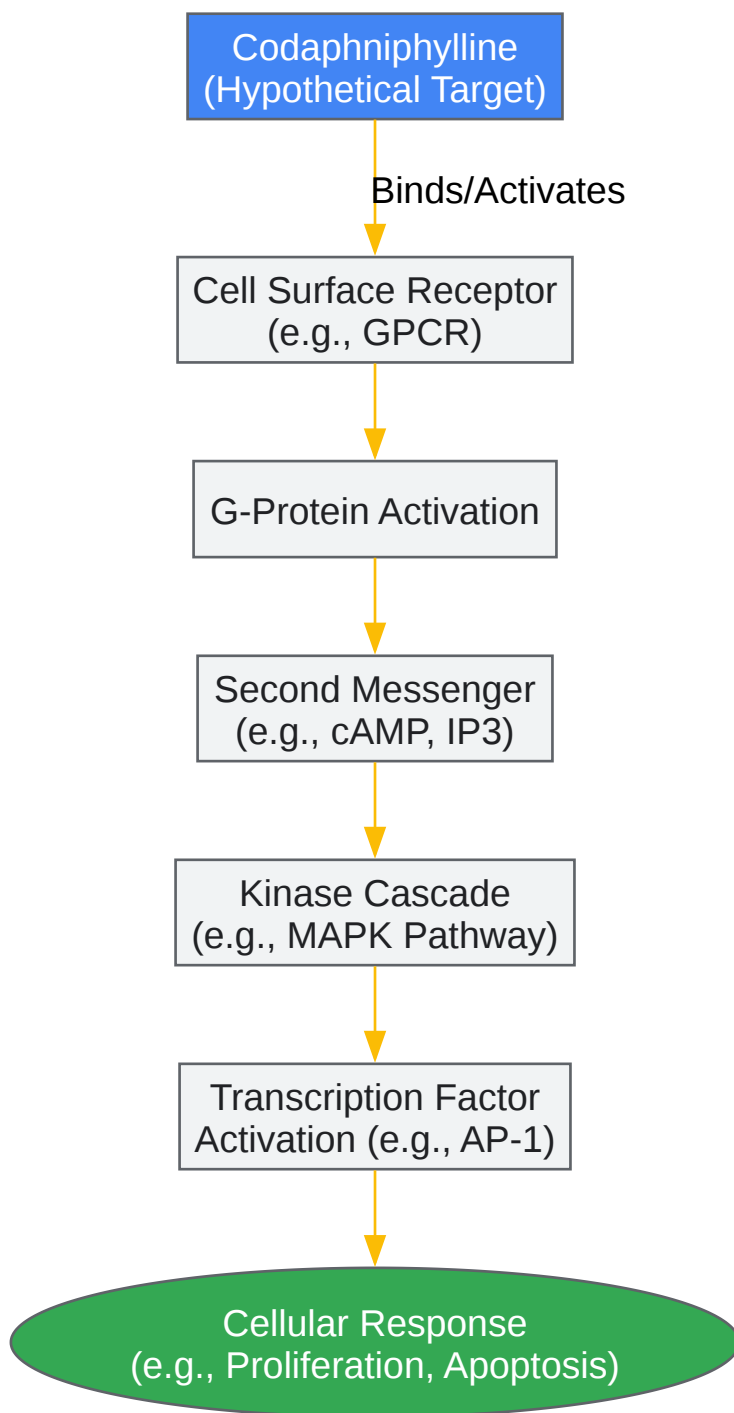 Codaphniphylline
(Hypothetical Target)
Binds/Activates
Cell Surface Receptor
(e.g., GPCR)
G-Protein Activation
Second Messenger
(e.g., cAMP, IP3)
Kinase Cascade
(e.g., MAPK Pathway)
Transcription Factor
Activation (e.g., AP-1)
Cellular Response
(e.g., Proliferation, Apoptosis)